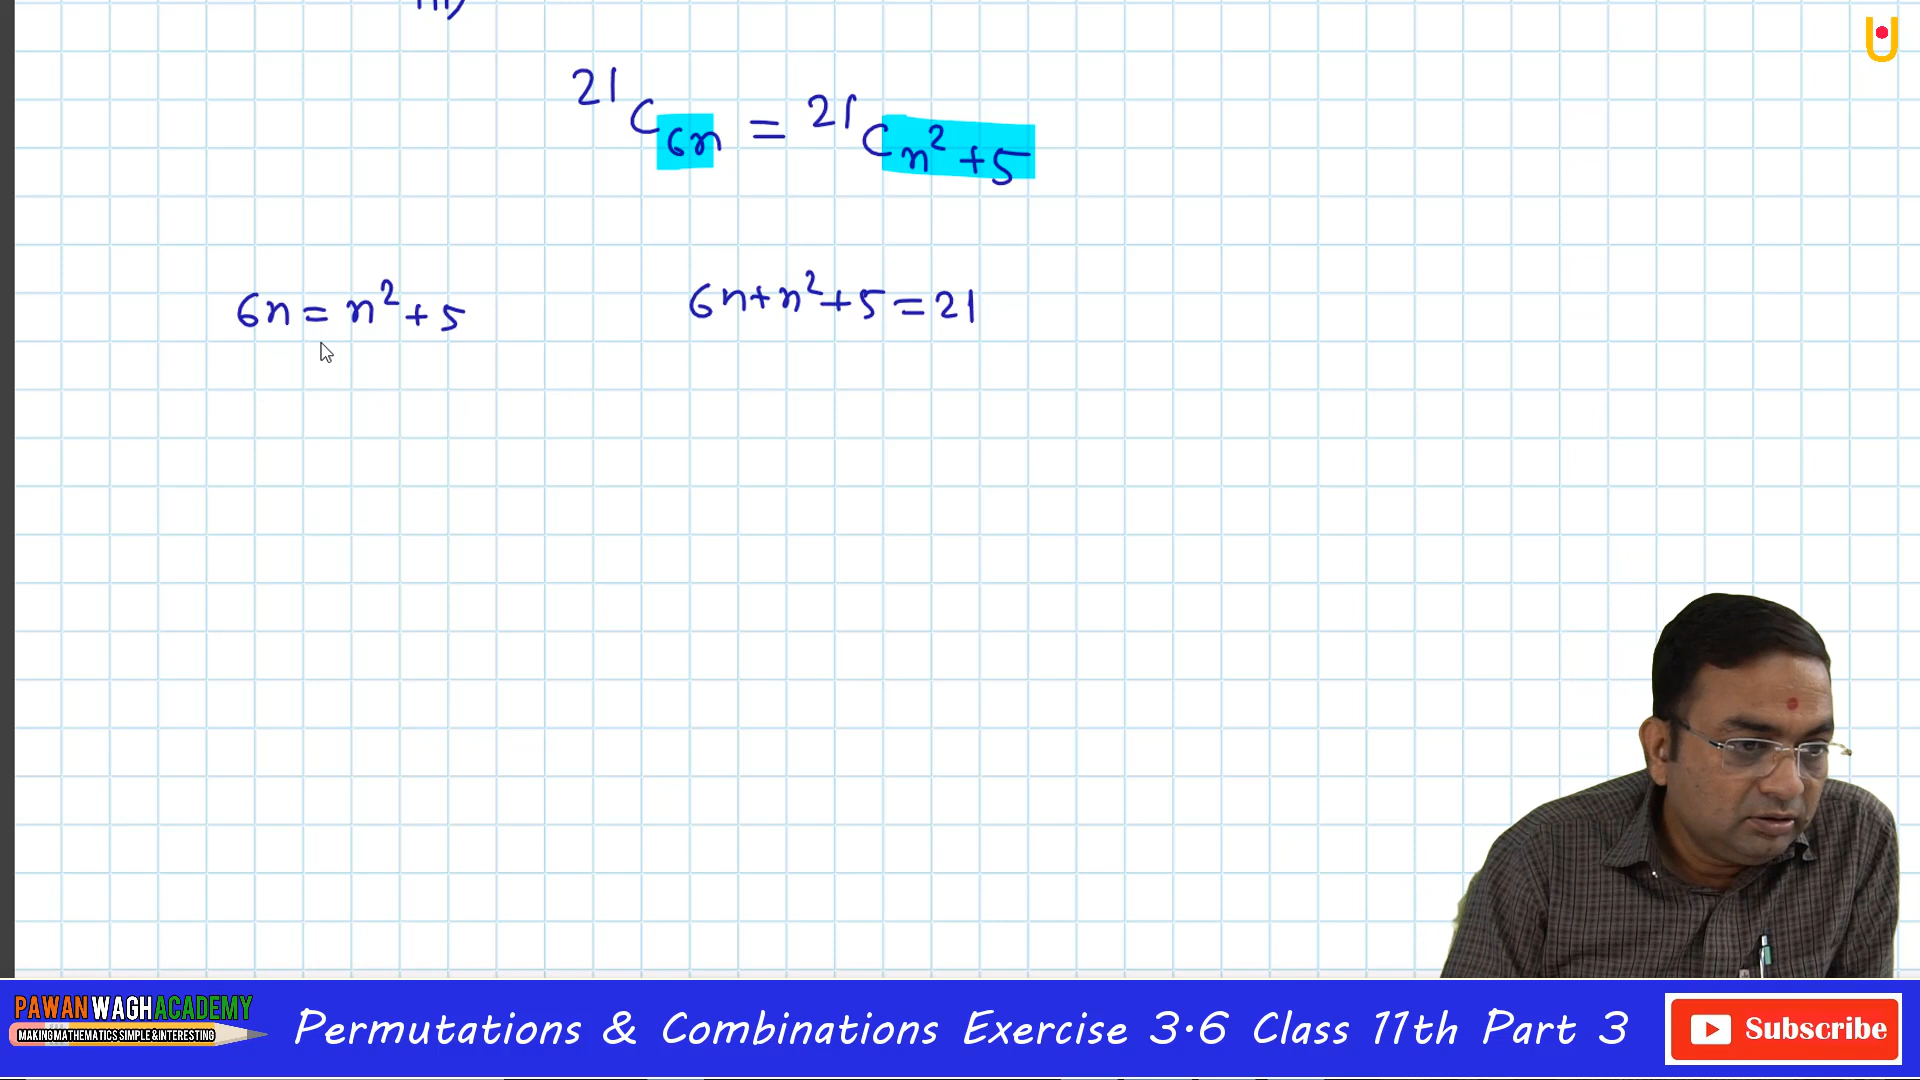 ²¹C₆ₙ = ²¹Cₙ²₊₅
6n = n² + 5
6n + n² + 5 = 21
PAWAN WAGH ACADEMY
MAKING MATHEMATICS SIMPLE & INTERESTING
Permutations & Combinations Exercise 3.6 Class 11th Part 3
Subscribe